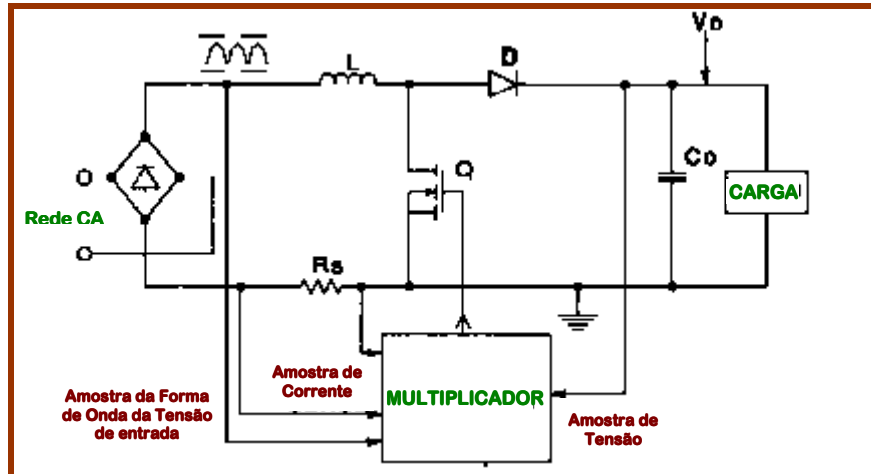 Vo
L
D
Q
Co
CARGA
O
Rede CA
O
Rs
Amostra da Forma
de Onda da Tensão
de entrada
Amostra de
Corrente
MULTIPLICADOR
Amostra de
Tensão